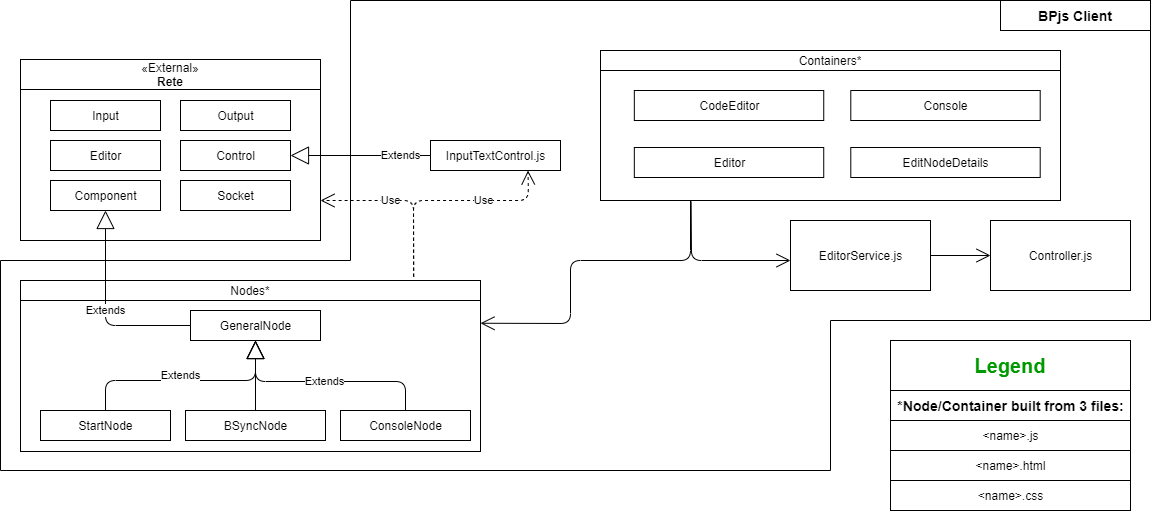 BPjs Client
«External»
Rete
Input
Output
Editor
Control
Component
Socket
Extends
InputTextControl.js
Use
Use
Containers*
CodeEditor
Console
Editor
EditNodeDetails
EditorService.js
Controller.js
Nodes*
Extends
GeneralNode
Extends
Extends
StartNode
BSyncNode
ConsoleNode
Legend
*Node/Container built from 3 files:
<name>.js
<name>.html
<name>.css